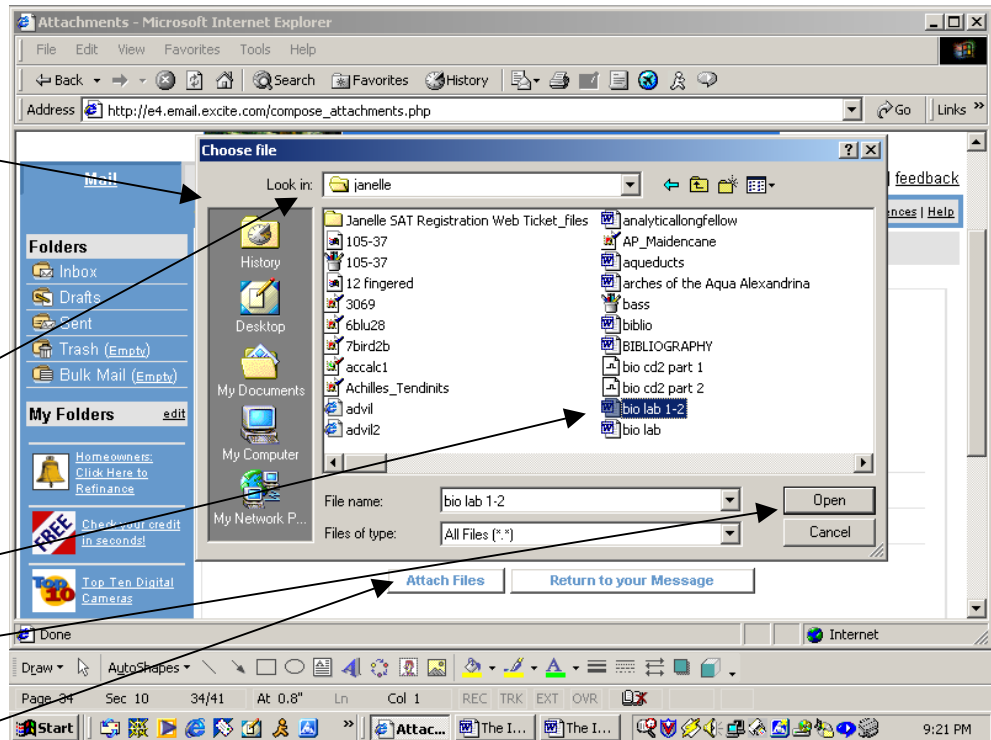 Attachments - Microsoft Internet Explorer
File Edit View Favorites Tools Help
Back Search Favorites History
Address http://e4.email.excite.com/compose_attachments.php Go Links »
Choose file
Mail
feedback
ences | Help
Look in: janelle
Folders
Inbox
Drafts
Sent
Trash (Empty)
Bulk Mail (Empty)
My Folders edit
Homeowners:
Click Here to
Refinance
FREE
Check your credit
in seconds!
Top 10
Top Ten Digital
Cameras
History
Desktop
My Documents
My Computer
My Network P...
Janelle SAT Registration Web Ticket_files
105-37
105-37
12 fingered
3069
6blu28
7bird2b
accalc1
Achilles_Tendinits
advil
advil2
analyticallongfellow
AP_Maidencane
aqueducts
arches of the Aqua Alexandrina
bass
biblio
BIBLIOGRAPHY
bio cd2 part 1
bio cd2 part 2
bio lab 1-2
bio lab
File name: bio lab 1-2 Open
Files of type: All Files (*.*) Cancel
Attach Files Return to your Message
Done Internet
Draw AutoShapes
Page 34 Sec 10 34/41 At 0.8" Ln Col 1 REC TRK EXT OVR
Start » Attac... The I... The I... 9:21 PM